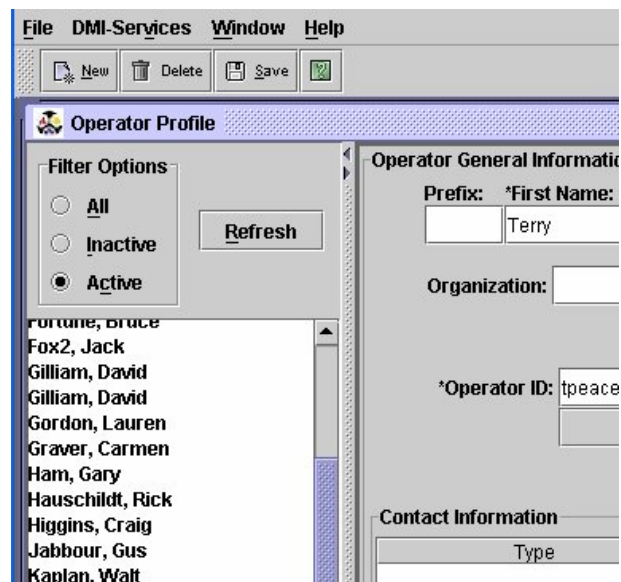 File DMI-Services Window Help
New Delete Save
Operator Profile
Filter Options
All
Inactive
Active
Refresh
Fortune, Bruce
Fox2, Jack
Gilliam, David
Gilliam, David
Gordon, Lauren
Graver, Carmen
Ham, Gary
Hauschildt, Rick
Higgins, Craig
Jabbour, Gus
Kaplan, Walt
Operator General Informatio
Prefix: *First Name:
Terry
Organization:
*Operator ID: tpeace
Contact Information
Type